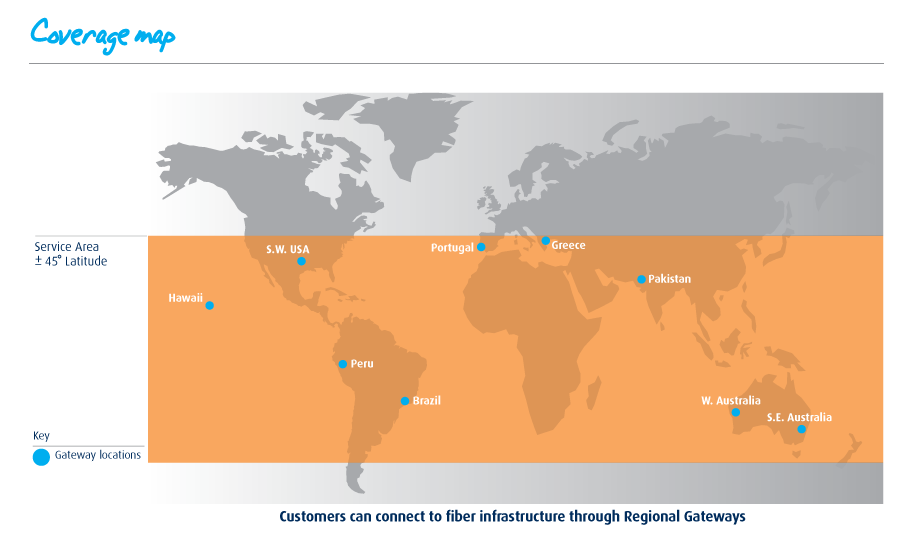 Coverage map
Service Area
± 45° Latitude
S.W. USA
Portugal
Greece
Pakistan
Hawaii
Peru
Brazil
W. Australia
S.E. Australia
Key
Gateway locations
Customers can connect to fiber infrastructure through Regional Gateways